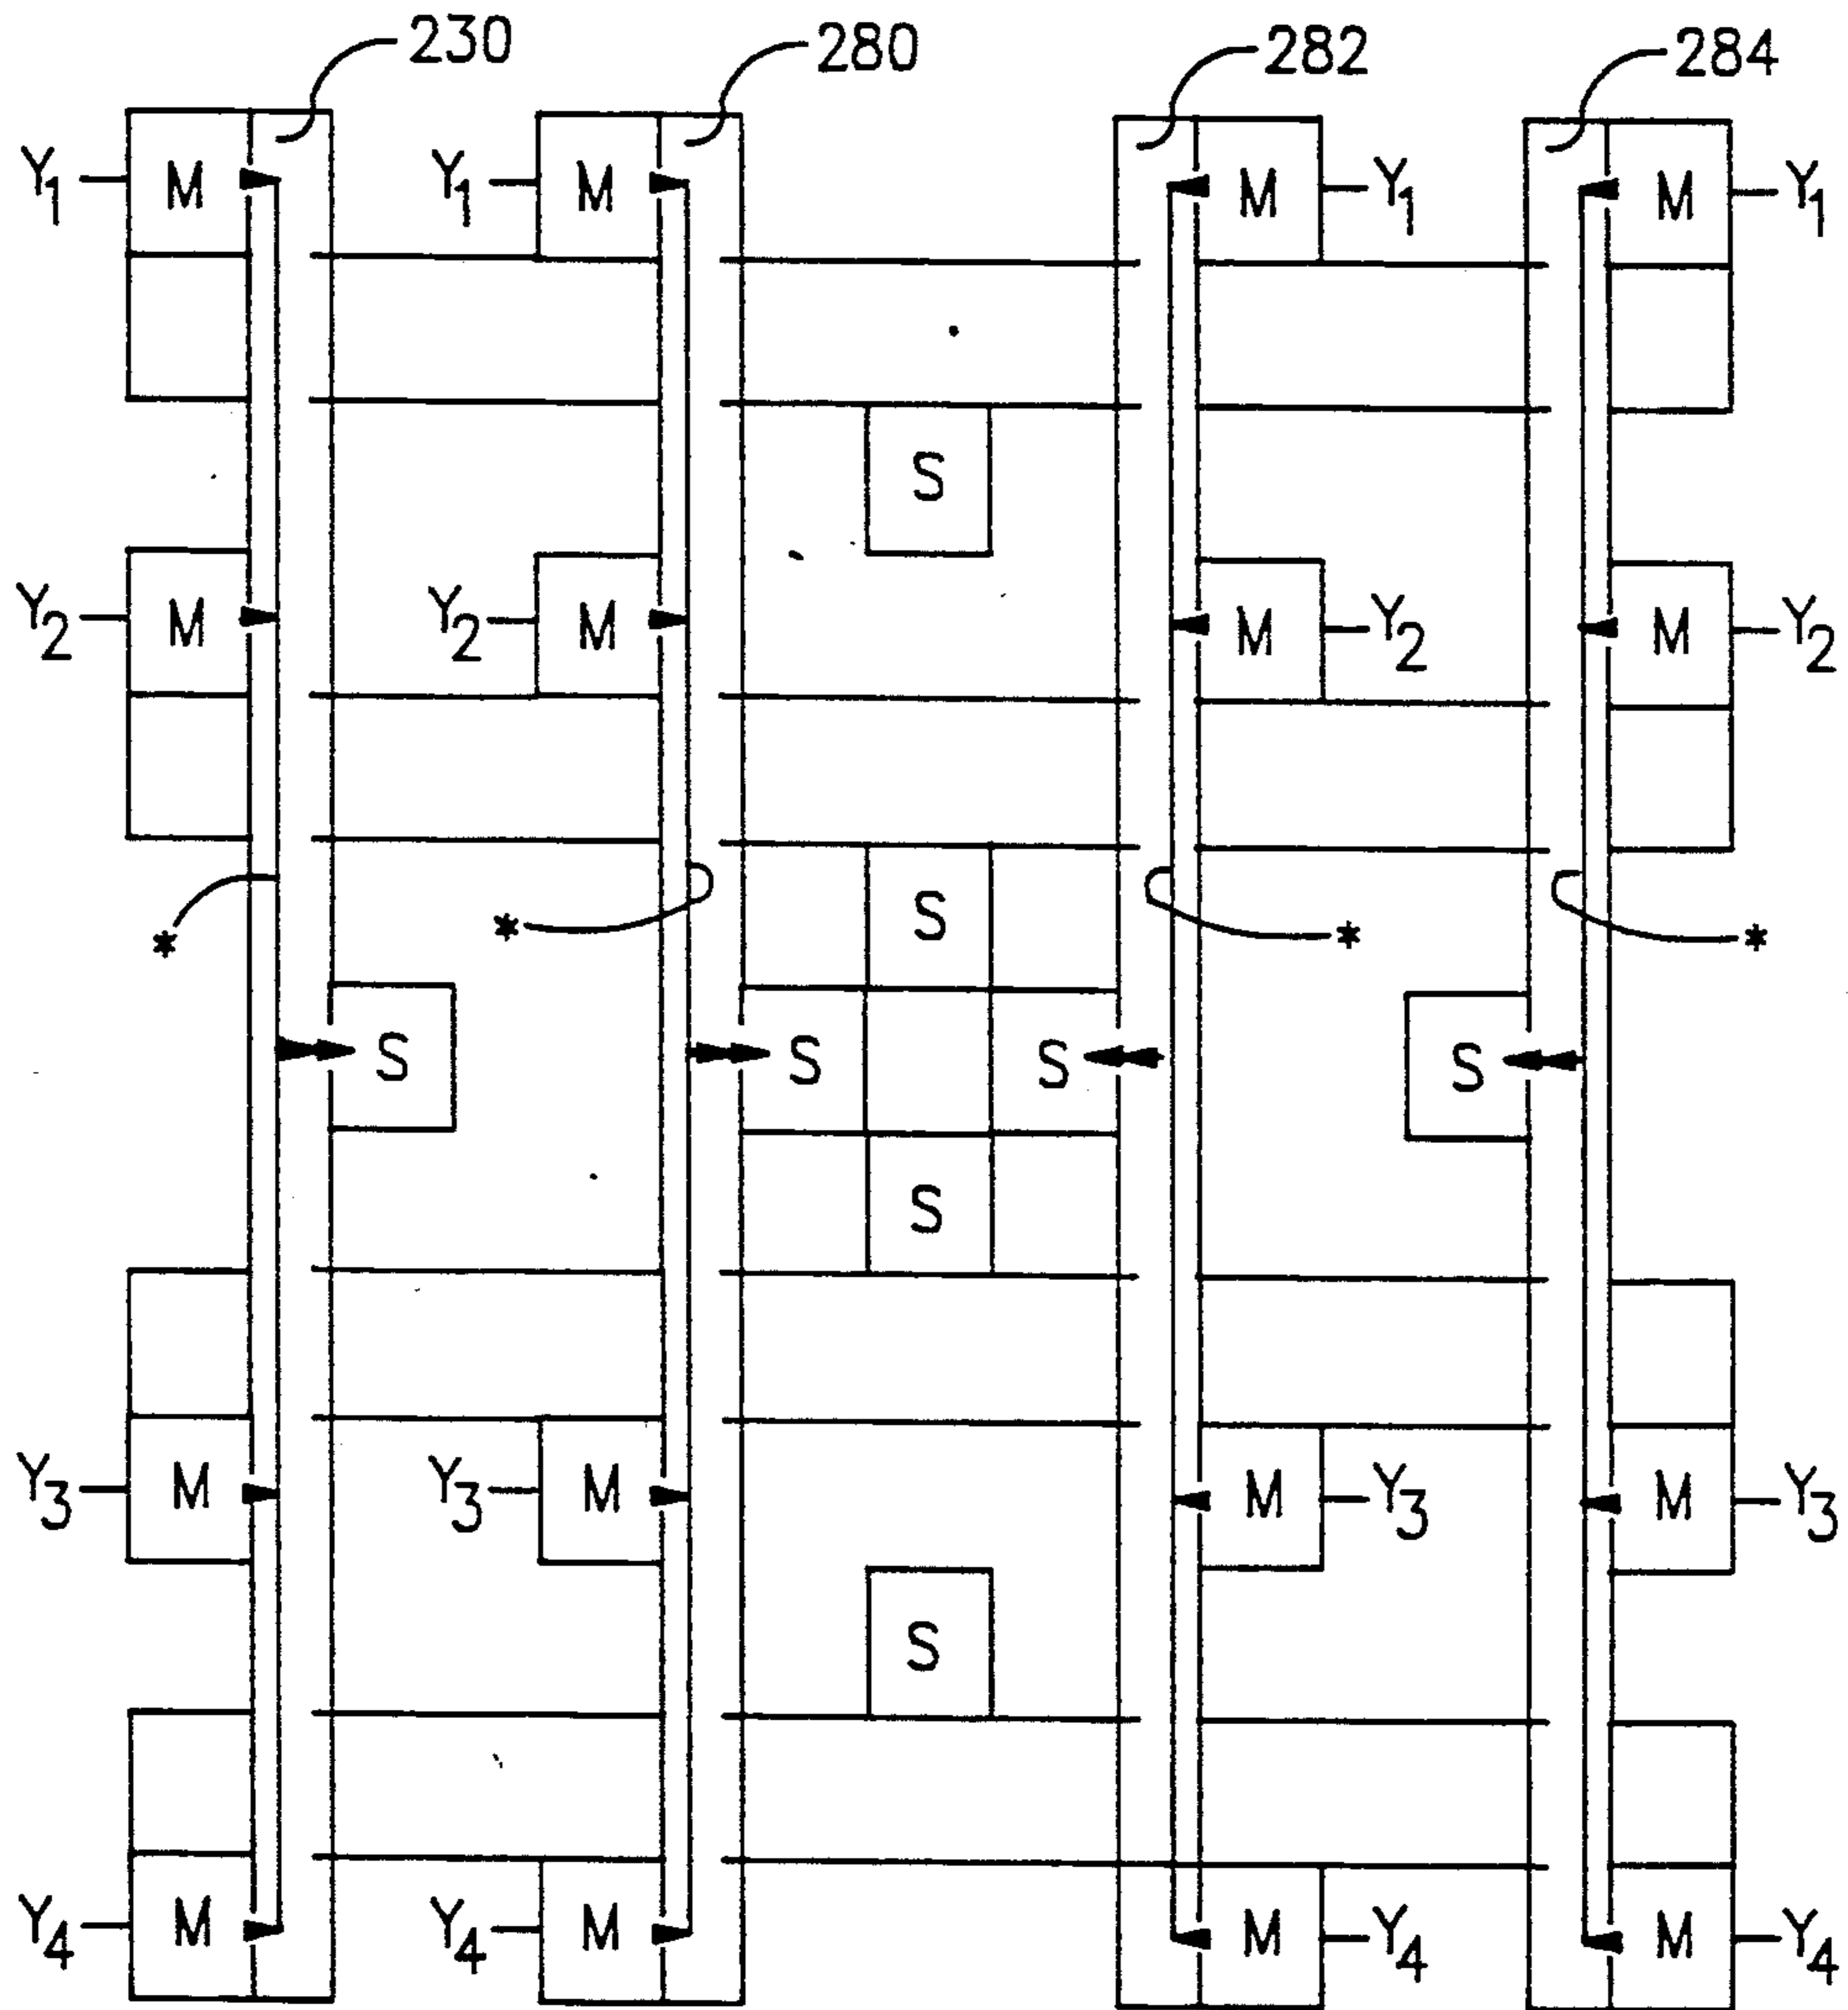 230 280 282 284
Y1 M Y1 M M Y1 M Y1
S
Y2 M Y2 M M Y2 M Y2
S
* * * *
S S S S
S
Y3 M Y3 M M Y3 M Y3
S
Y4 M Y4 M M Y4 M Y4